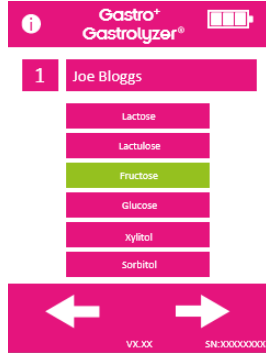 i
Gastro+
Gastrolyzer®
1 Joe Bloggs
Lactose
Lactulose
Fructose
Glucose
Xylitol
Sorbitol
VX.XX SN:XXXXXXXX